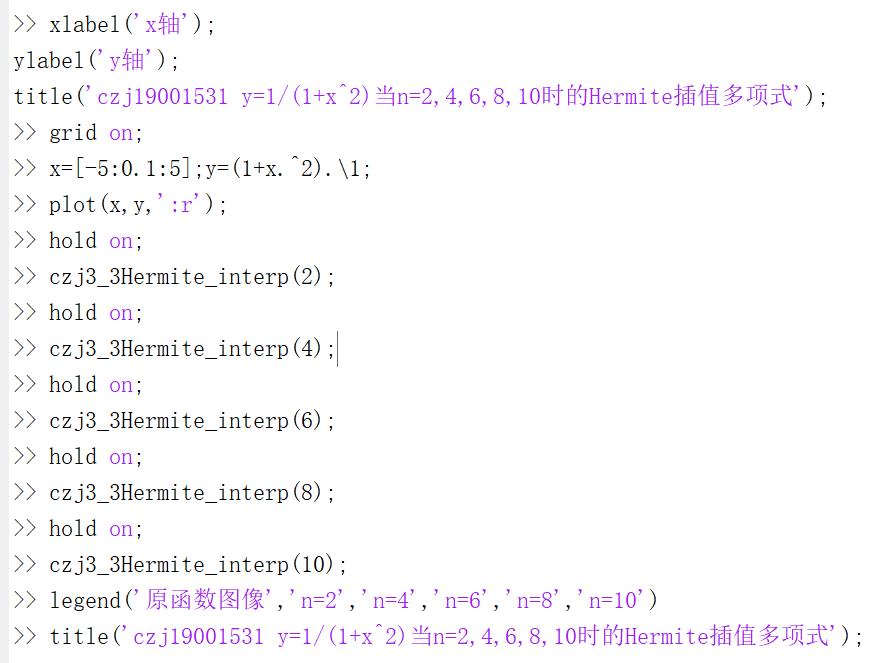 >> xlabel('x轴');
ylabel('y轴');
title('czj19001531 y=1/(1+x^2)当n=2,4,6,8,10时的Hermite插值多项式');
>> grid on;
>> x=[-5:0.1:5];y=(1+x.^2).\1;
>> plot(x,y,':r');
>> hold on;
>> czj3_3Hermite_interp(2);
>> hold on;
>> czj3_3Hermite_interp(4);
>> hold on;
>> czj3_3Hermite_interp(6);
>> hold on;
>> czj3_3Hermite_interp(8);
>> hold on;
>> czj3_3Hermite_interp(10);
>> legend('原函数图像','n=2','n=4','n=6','n=8','n=10')
>> title('czj19001531 y=1/(1+x^2)当n=2,4,6,8,10时的Hermite插值多项式');